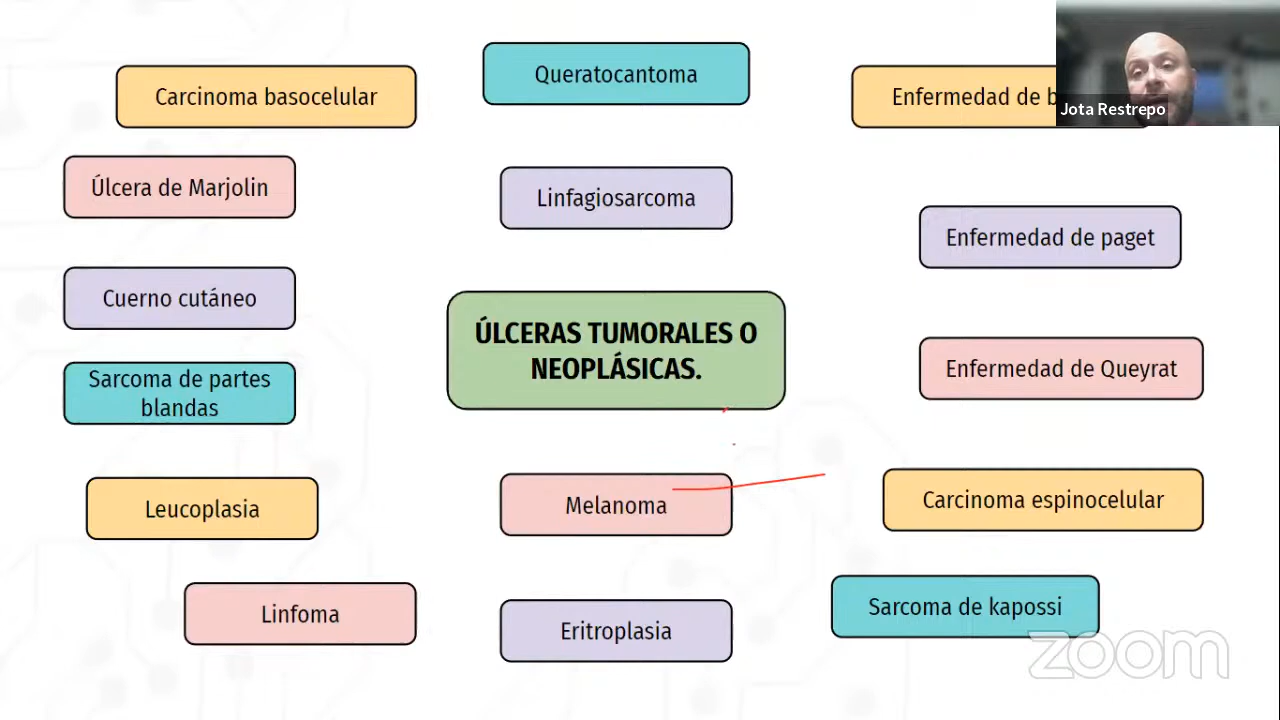 Queratocantoma
Carcinoma basocelular
Enfermedad de
Jota Restrepo
Úlcera de Marjolin
Linfagiosarcoma
Enfermedad de paget
Cuerno cutáneo
ÚLCERAS TUMORALES O
NEOPLÁSICAS.
Enfermedad de Queyrat
Sarcoma de partes
blandas
Melanoma
Carcinoma espinocelular
Leucoplasia
Sarcoma de kapossi
Linfoma
Eritroplasia
zoom